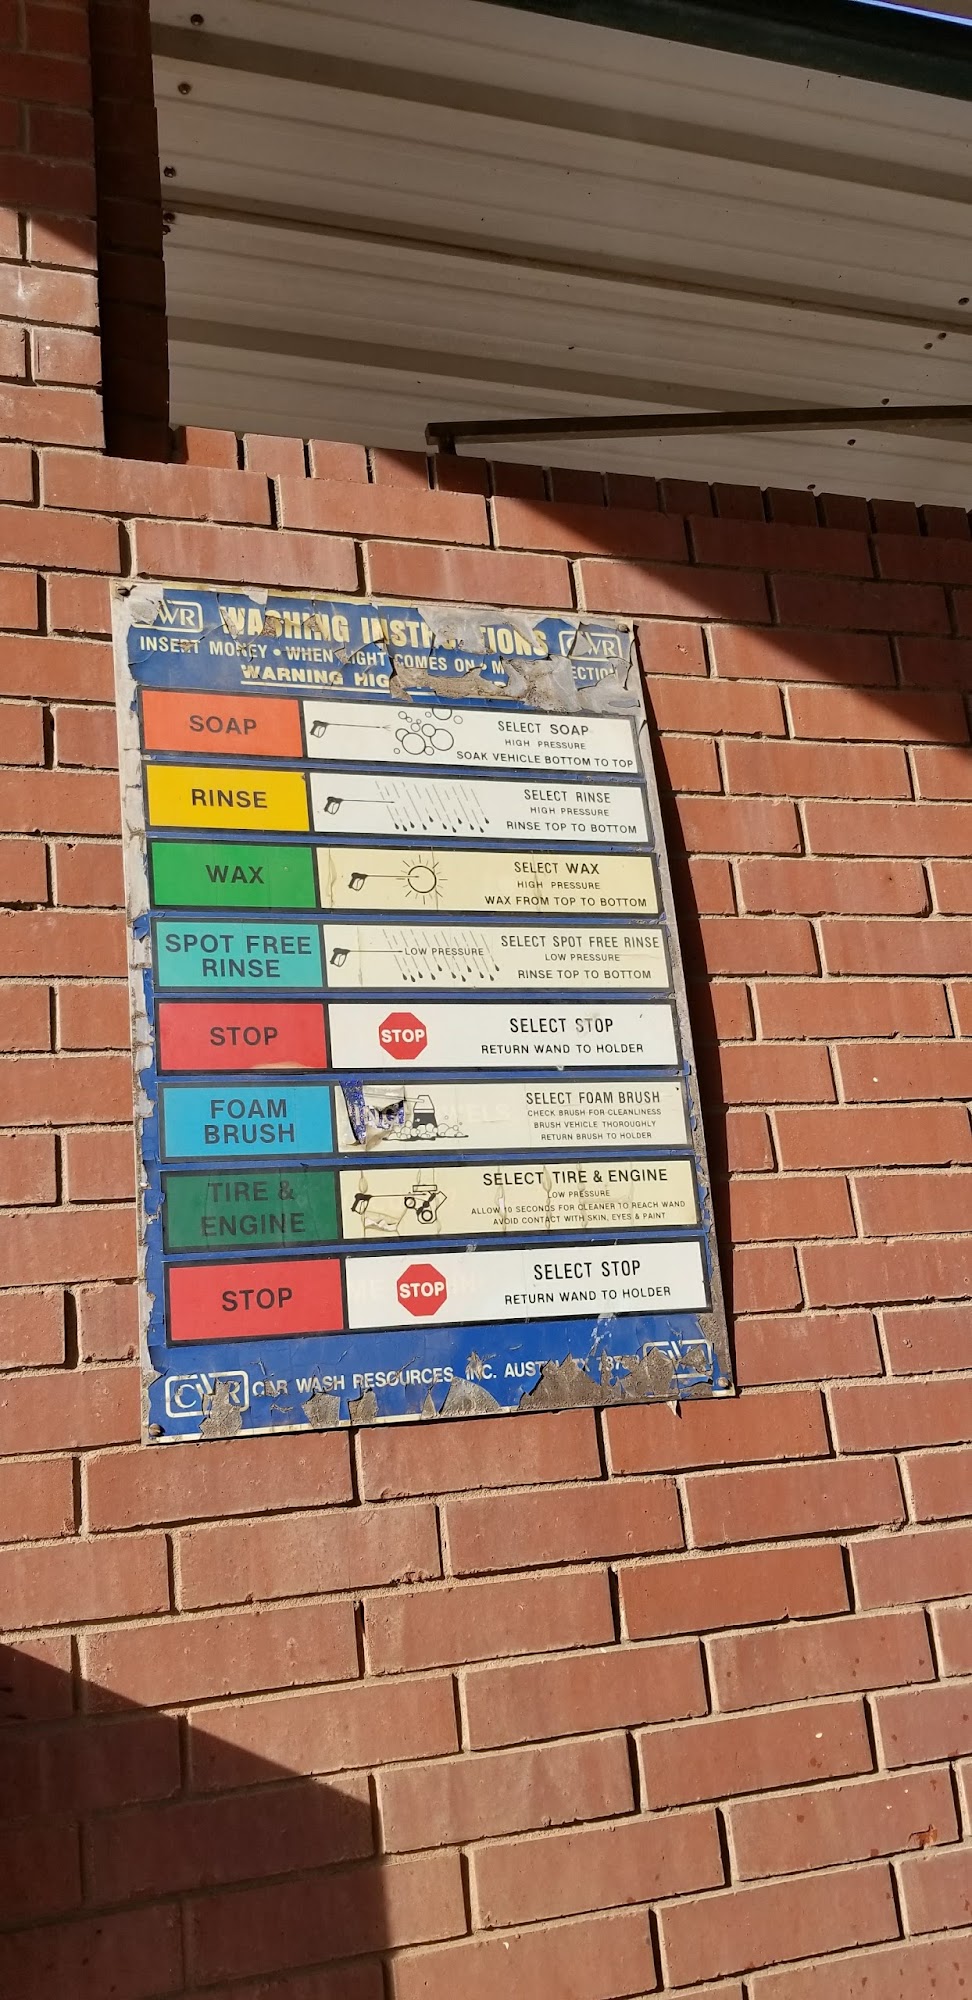 CWR WASHING INSTRUCTIONS CWR
INSERT MONEY • WHEN LIGHT COMES ON
WARNING
SOAP
SELECT SOAP
HIGH PRESSURE
SOAK VEHICLE BOTTOM TO TOP
RINSE
SELECT RINSE
HIGH PRESSURE
RINSE TOP TO BOTTOM
WAX
SELECT WAX
HIGH PRESSURE
WAX FROM TOP TO BOTTOM
SPOT FREE
RINSE
LOW PRESSURE
SELECT SPOT FREE RINSE
LOW PRESSURE
RINSE TOP TO BOTTOM
STOP
STOP
SELECT STOP
RETURN WAND TO HOLDER
FOAM
BRUSH
SELECT FOAM BRUSH
CHECK BRUSH FOR CLEANLINESS
BRUSH VEHICLE THOROUGHLY
RETURN BRUSH TO HOLDER
TIRE &
ENGINE
SELECT TIRE & ENGINE
LOW PRESSURE
ALLOW 10 SECONDS FOR CLEANER TO REACH WAND
AVOID CONTACT WITH SKIN, EYES & PAINT
STOP
STOP
SELECT STOP
RETURN WAND TO HOLDER
CWR CAR WASH RESOURCES, INC. AUSTIN, TX